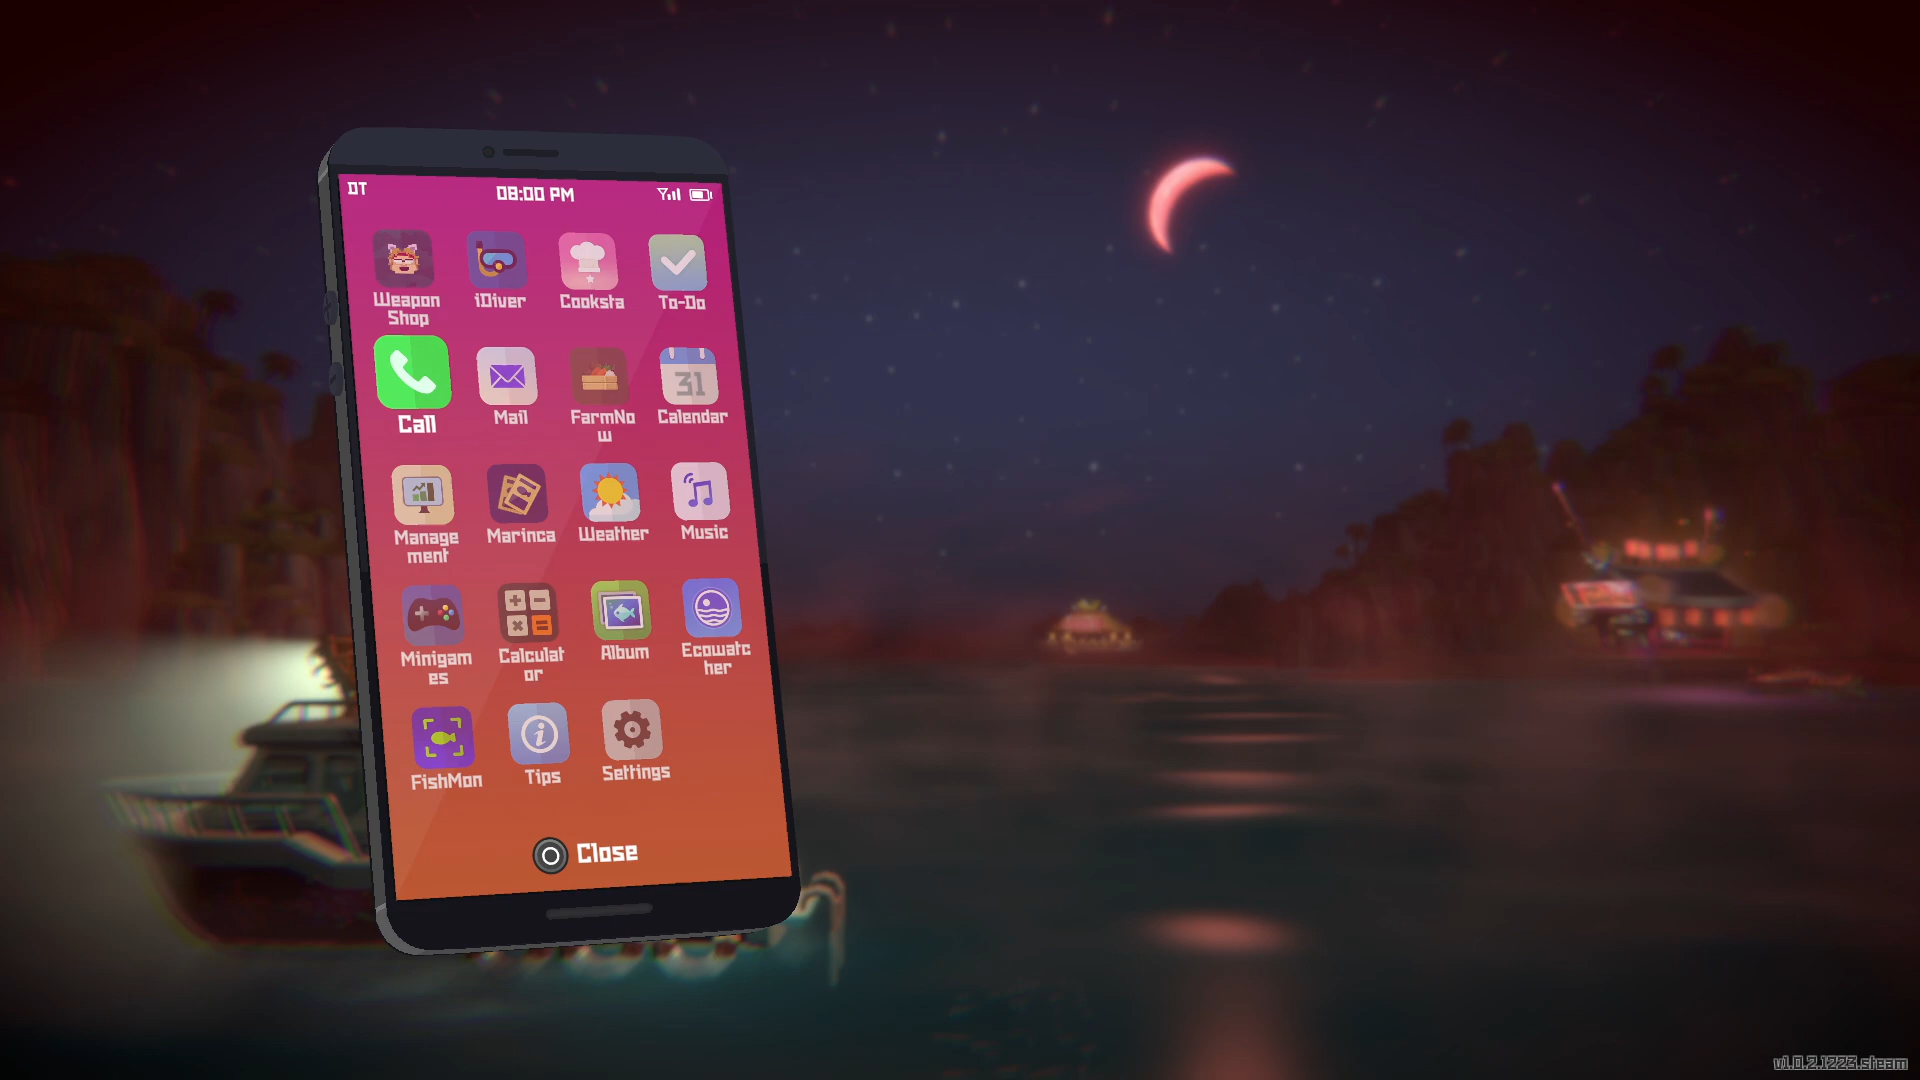 DT
08:00 PM
Weapon
Shop
iDiver
Cooksta
To-Do
Call
Mail
FarmNo
w
31
Calendar
Manage
ment
Marinca
Weather
Music
Minigam
es
Calculat
or
Album
Ecowatc
her
FishMon
Tips
Settings
Close
v1.0.2.1223.steam